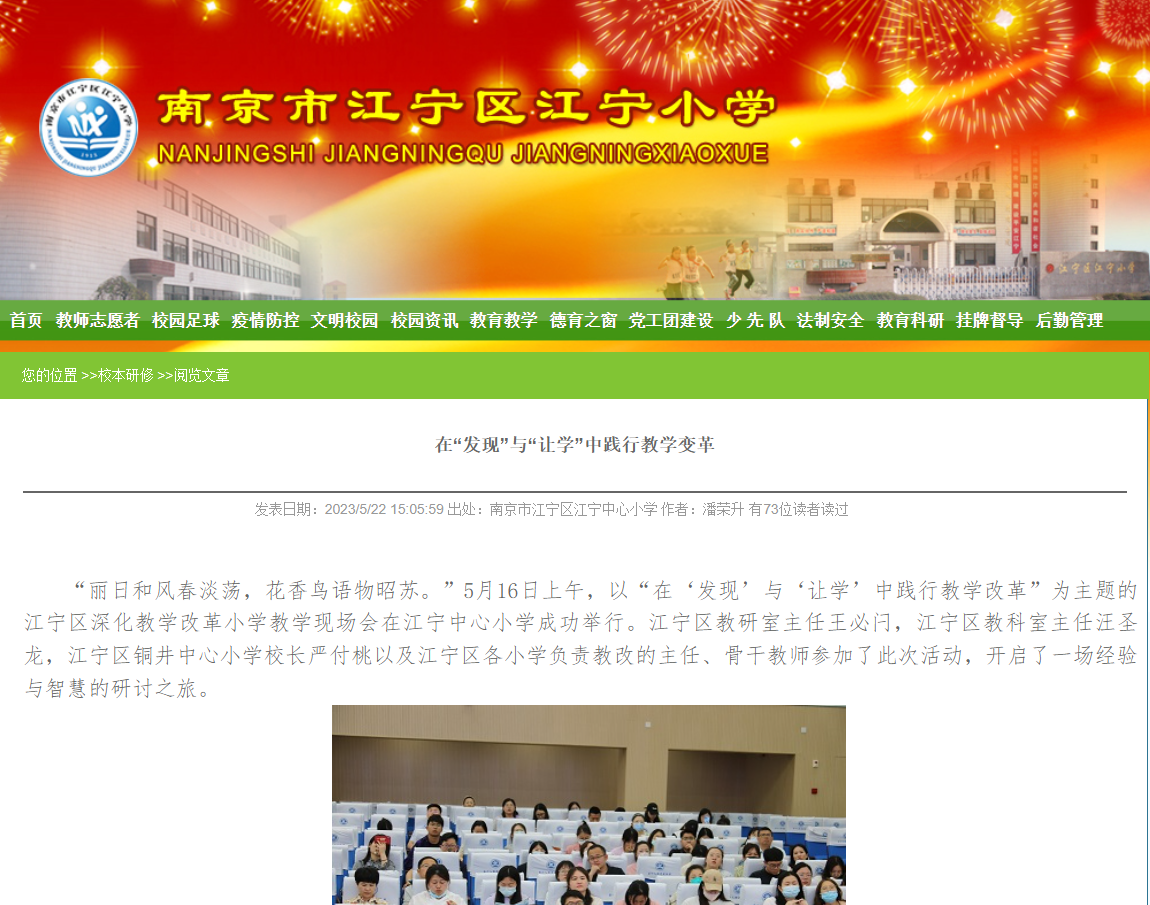 南京市江宁区江宁小学
NANJINGSHI JIANGNINGQU JIANGNINGXIAOXUE
1915
江宁区江宁小学
首页 教师志愿者 校园足球 疫情防控 文明校园 校园资讯 教育教学 德育之窗 党工团建设 少 先 队 法制安全 教育科研 挂牌督导 后勤管理
您的位置 >>校本研修 >>阅览文章
在“发现”与“让学”中践行教学变革
发表日期：2023/5/22 15:05:59 出处：南京市江宁区江宁中心小学 作者：潘荣升 有73位读者读过
“丽日和风春淡荡，花香鸟语物昭苏。”5月16日上午，以“在‘发现’与‘让学’中践行教学改革”为主题的
江宁区深化教学改革小学教学现场会在江宁中心小学成功举行。江宁区教研室主任王必闩，江宁区教科室主任汪圣
龙，江宁区铜井中心小学校长严付桃以及江宁区各小学负责教改的主任、骨干教师参加了此次活动，开启了一场经验
与智慧的研讨之旅。